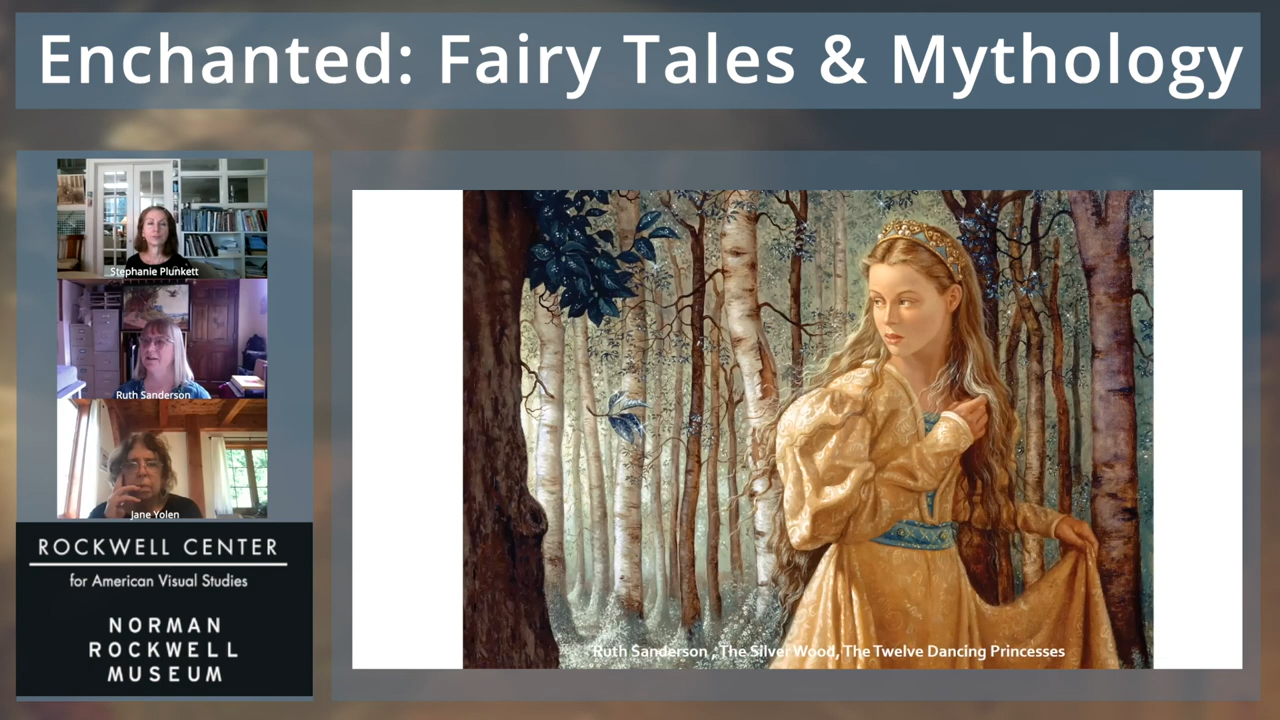 Enchanted: Fairy Tales & Mythology
Stephanie Plunkett
Ruth Sanderson
Jane Yolen
ROCKWELL CENTER
for American Visual Studies
NORMAN
ROCKWELL
MUSEUM
Ruth Sanderson , The Silver Wood, The Twelve Dancing Princesses